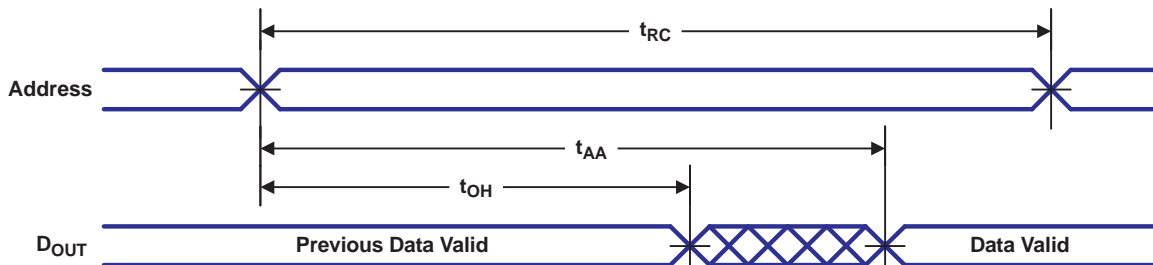 tRC
Address
tAA
tOH
DOUT Previous Data Valid Data Valid